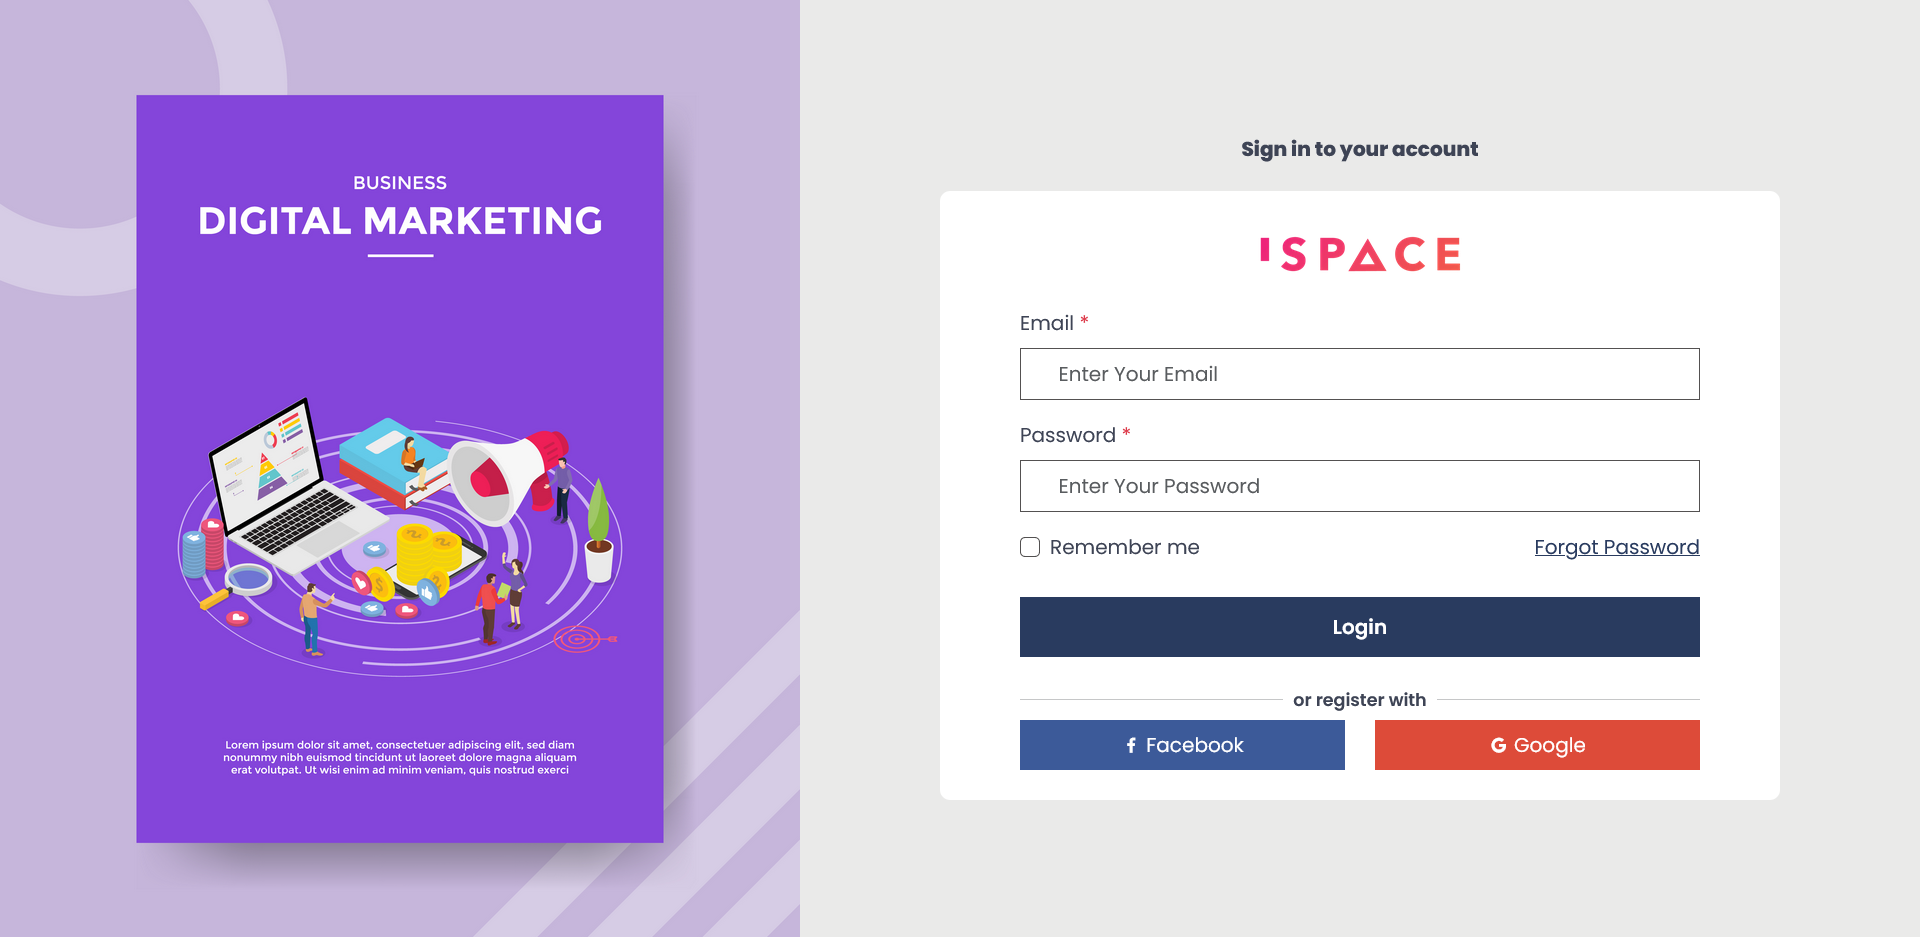 BUSINESS
DIGITAL MARKETING
Lorem ipsum dolor sit amet, consectetuer adipiscing elit, sed diam
nonummy nibh euismod tincidunt ut laoreet dolore magna aliquam
erat volutpat. Ut wisi enim ad minim veniam, quis nostrud exerci
Sign in to your account
ISPACE
Email *
Enter Your Email
Password *
Enter Your Password
Remember me
Forgot Password
Login
or register with
Facebook
Google